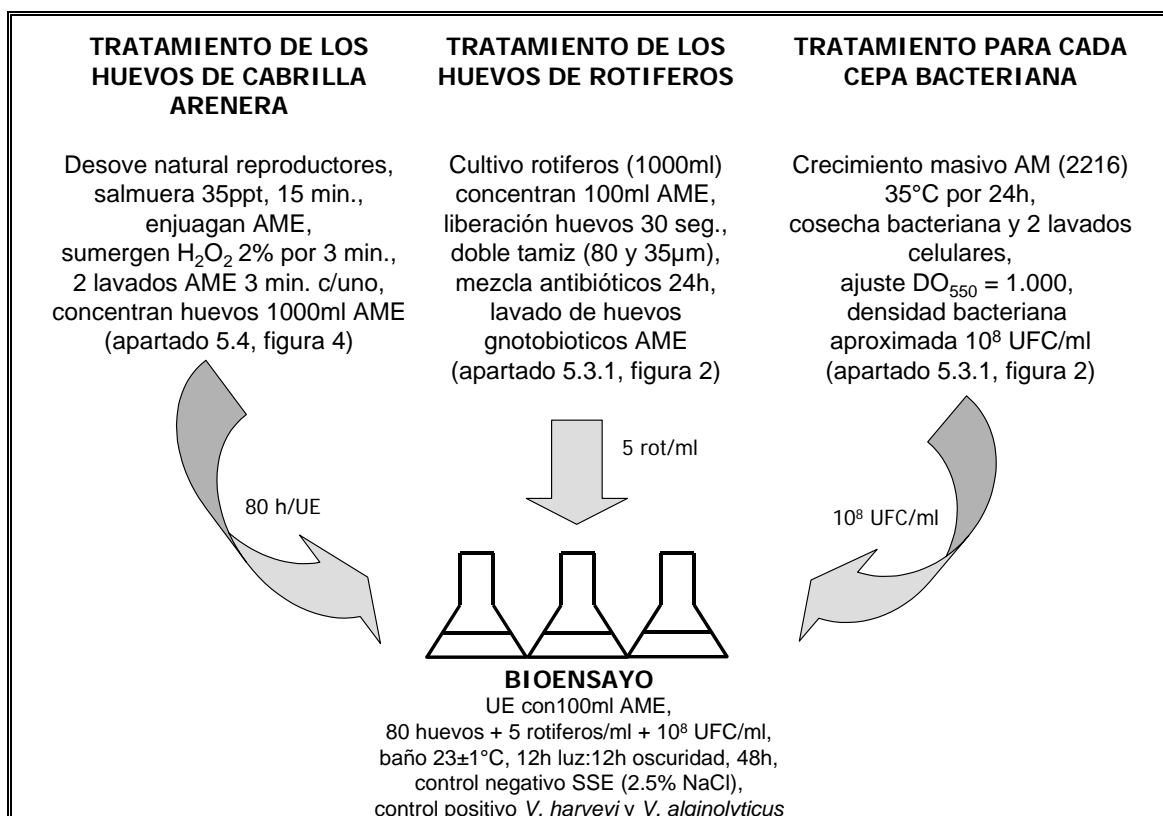 TRATAMIENTO DE LOS
HUEVOS DE CABRILLA
ARENERA
Desove natural reproductores,
salmuera 35ppt, 15 min.,
enjuagan AME,
sumergen H₂O₂ 2% por 3 min.,
2 lavados AME 3 min. c/uno,
concentran huevos 1000ml AME
(apartado 5.4, figura 4)
TRATAMIENTO DE LOS
HUEVOS DE ROTIFEROS
Cultivo rotiferos (1000ml)
concentran 100ml AME,
liberación huevos 30 seg.,
doble tamiz (80 y 35µm),
mezcla antibióticos 24h,
lavado de huevos
gnotobioticos AME
(apartado 5.3.1, figura 2)
TRATAMIENTO PARA CADA
CEPA BACTERIANA
Crecimiento masivo AM (2216)
35°C por 24h,
cosecha bacteriana y 2 lavados
celulares,
ajuste DO₅₅₀ = 1.000,
densidad bacteriana
aproximada 10⁸ UFC/ml
(apartado 5.3.1, figura 2)
80 h/UE
5 rot/ml
10⁸ UFC/ml
BIOENSAYO
UE con100ml AME,
80 huevos + 5 rotiferos/ml + 10⁸ UFC/ml,
baño 23±1°C, 12h luz:12h oscuridad, 48h,
control negativo SSE (2.5% NaCl),
control positivo V. harveyi y V. alginolyticus